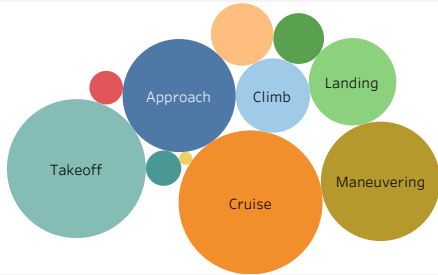 Approach
Climb
Landing
Takeoff
Cruise
Maneuvering